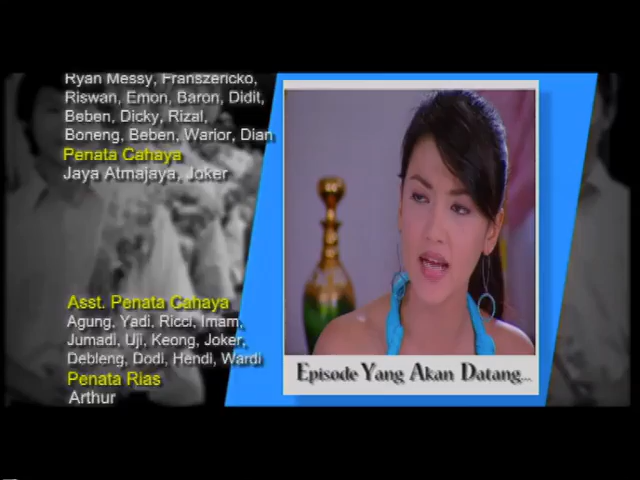 Ryan Messy, Franszericko,
Riswan, Emon, Baron, Didit,
Beben, Dicky, Rizal,
Boneng, Beben, Warior, Dian
Penata Cahaya
Jaya Atmajaya, Joker
Asst. Penata Cahaya
Agung, Yadi, Ricci, Imam,
Jumadi, Uji, Keong, Joker,
Debleng, Dodi, Hendi, Wardi
Penata Rias
Arthur
Episode Yang Akan Datang...